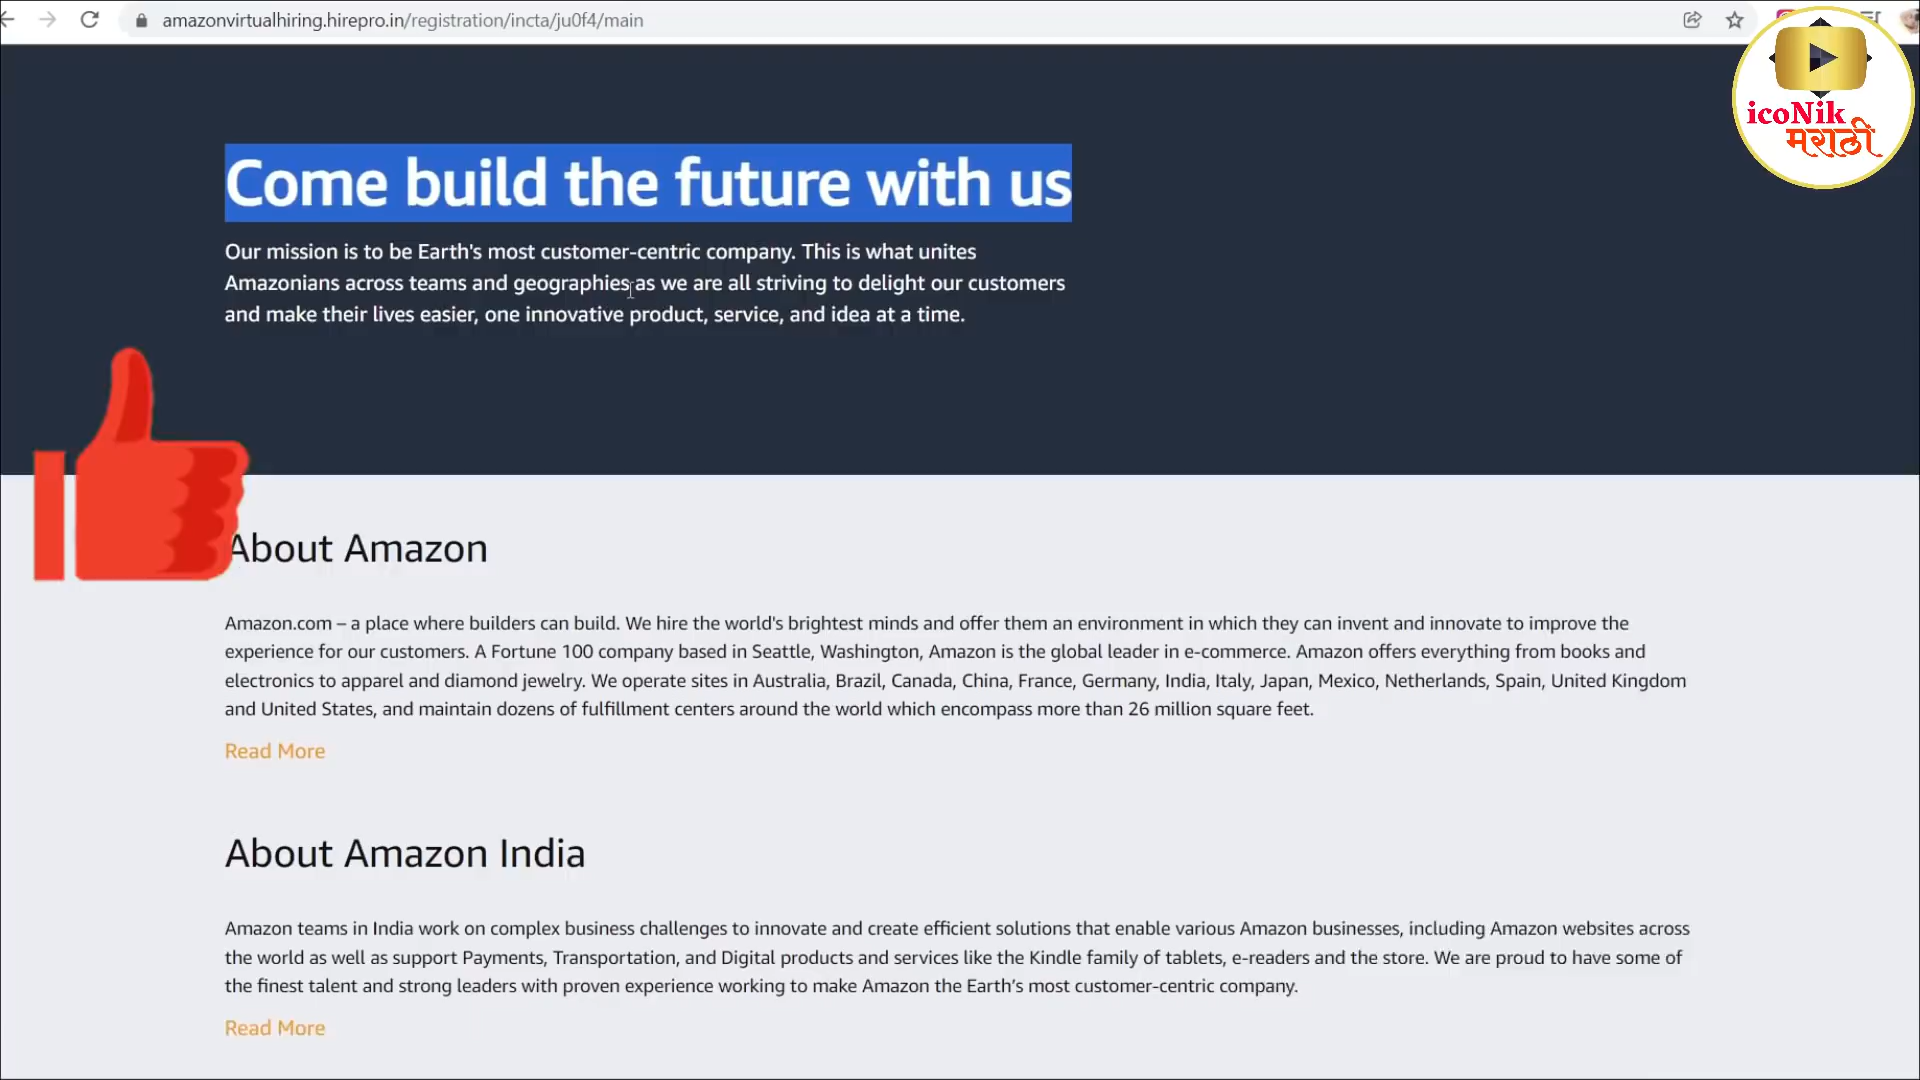 amazonvirtualhiring.hirepro.in/registration/incta/ju0f4/main
icoNik
मराठी
Come build the future with us
Our mission is to be Earth's most customer-centric company. This is what unites
Amazonians across teams and geographies as we are all striving to delight our customers
and make their lives easier, one innovative product, service, and idea at a time.
About Amazon
Amazon.com – a place where builders can build. We hire the world's brightest minds and offer them an environment in which they can invent and innovate to improve the
experience for our customers. A Fortune 100 company based in Seattle, Washington, Amazon is the global leader in e-commerce. Amazon offers everything from books and
electronics to apparel and diamond jewelry. We operate sites in Australia, Brazil, Canada, China, France, Germany, India, Italy, Japan, Mexico, Netherlands, Spain, United Kingdom
and United States, and maintain dozens of fulfillment centers around the world which encompass more than 26 million square feet.
Read More
About Amazon India
Amazon teams in India work on complex business challenges to innovate and create efficient solutions that enable various Amazon businesses, including Amazon websites across
the world as well as support Payments, Transportation, and Digital products and services like the Kindle family of tablets, e-readers and the store. We are proud to have some of
the finest talent and strong leaders with proven experience working to make Amazon the Earth’s most customer-centric company.
Read More